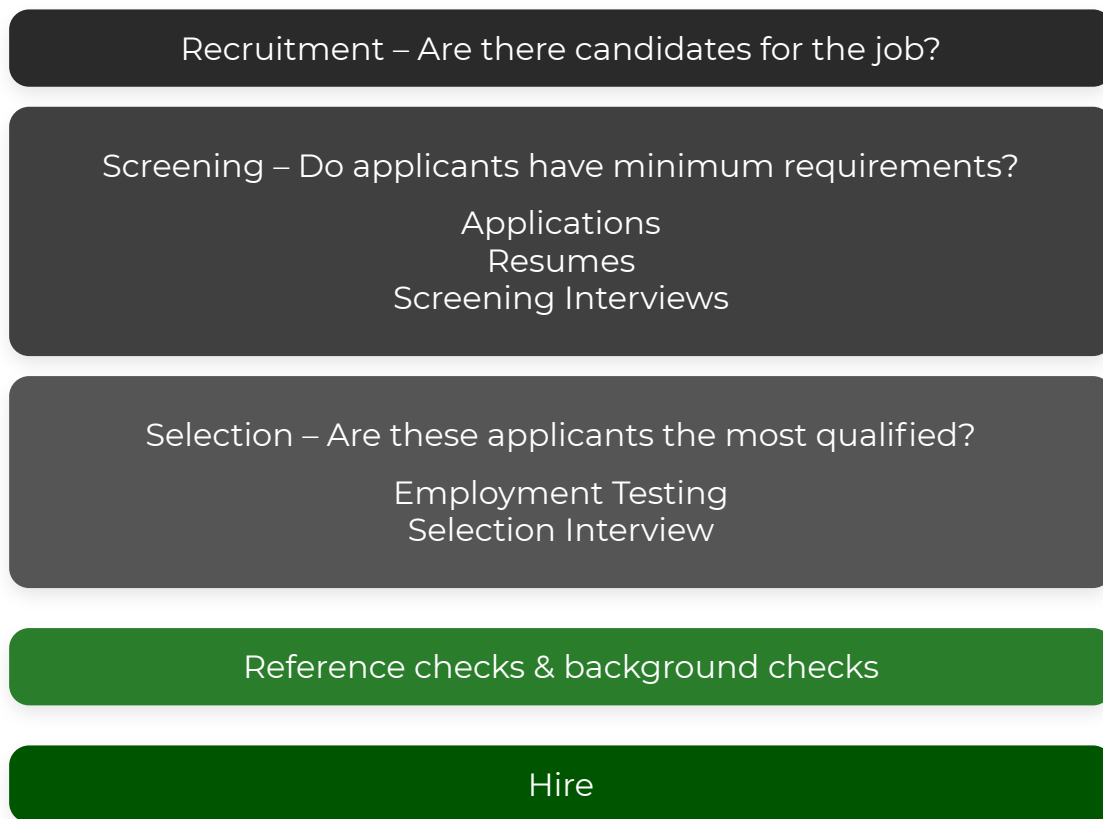 Recruitment – Are there candidates for the job?
Screening – Do applicants have minimum requirements?
Applications
Resumes
Screening Interviews
Selection – Are these applicants the most qualified?
Employment Testing
Selection Interview
Reference checks & background checks
Hire